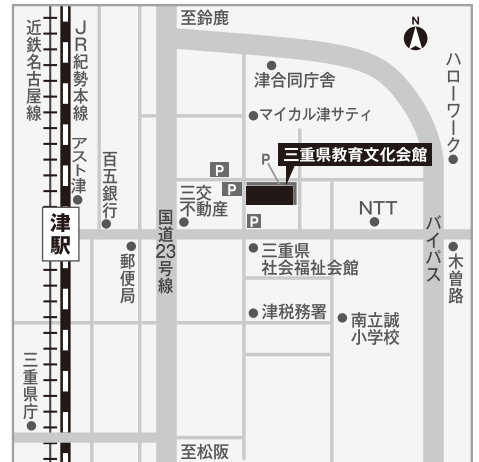 至鈴鹿
N
近鉄名古屋線
JR紀勢本線
ハローワーク
津合同庁舎
マイカル津サティ
アスト津
百五銀行
P
P
三重県教育文化会館
P
三交
不動産
NTT
津駅
国道23号線
P
バイパス
郵便局
三重県
社会福祉会館
木曽路
津税務署
南立誠
小学校
三重県庁
至松阪